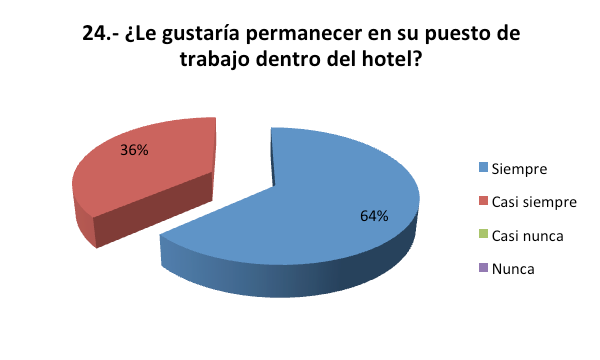 24.- ¿Le gustaría permanecer en su puesto de
trabajo dentro del hotel?
36%
64%
Siempre
Casi siempre
Casi nunca
Nunca